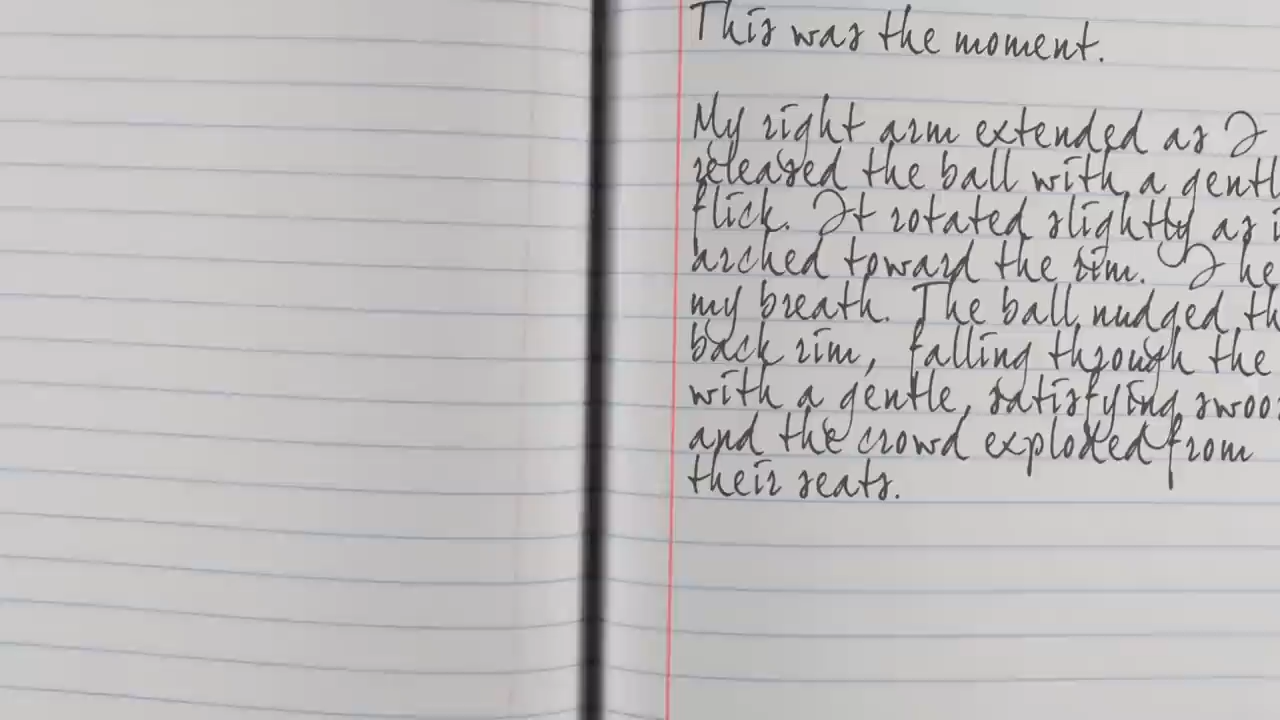 This was the moment.
My right arm extended as I
released the ball with a gentl
flick. It rotated slightly as i
arched toward the rim. I he
my breath. The ball nudged th
back rim, falling through the
with a gentle, satisfying swoo
and the crowd exploded from
their seats.